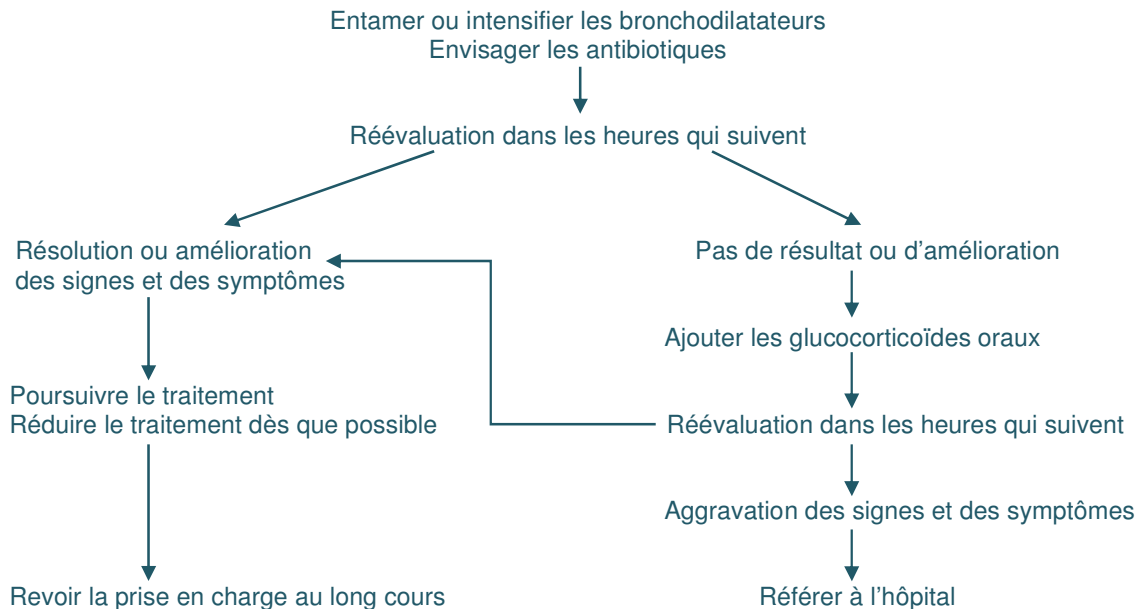 Entamer ou intensifier les bronchodilatateurs
Envisager les antibiotiques
Réévaluation dans les heures qui suivent
Résolution ou amélioration
des signes et des symptômes
Pas de résultat ou d’amélioration
Ajouter les glucocorticoïdes oraux
Poursuivre le traitement
Réduire le traitement dès que possible
Réévaluation dans les heures qui suivent
Aggravation des signes et des symptômes
Revoir la prise en charge au long cours
Référer à l’hôpital